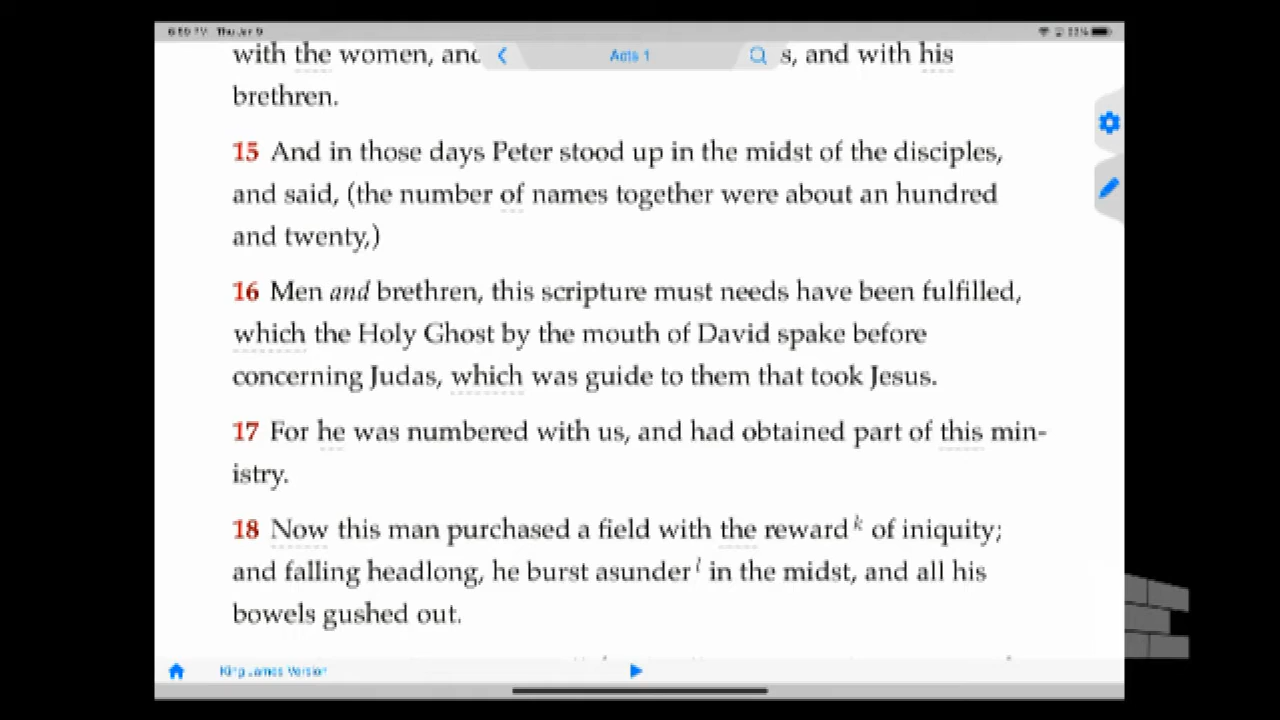 Thu Jan 9
with the women, and
Acts 1
s, and with his
brethren.
15 And in those days Peter stood up in the midst of the disciples,
and said, (the number of names together were about an hundred
and twenty,)
16 Men and brethren, this scripture must needs have been fulfilled,
which the Holy Ghost by the mouth of David spake before
concerning Judas, which was guide to them that took Jesus.
17 For he was numbered with us, and had obtained part of this min-
istry.
18 Now this man purchased a field with the reward k of iniquity;
and falling headlong, he burst asunder l in the midst, and all his
bowels gushed out.
King James Version